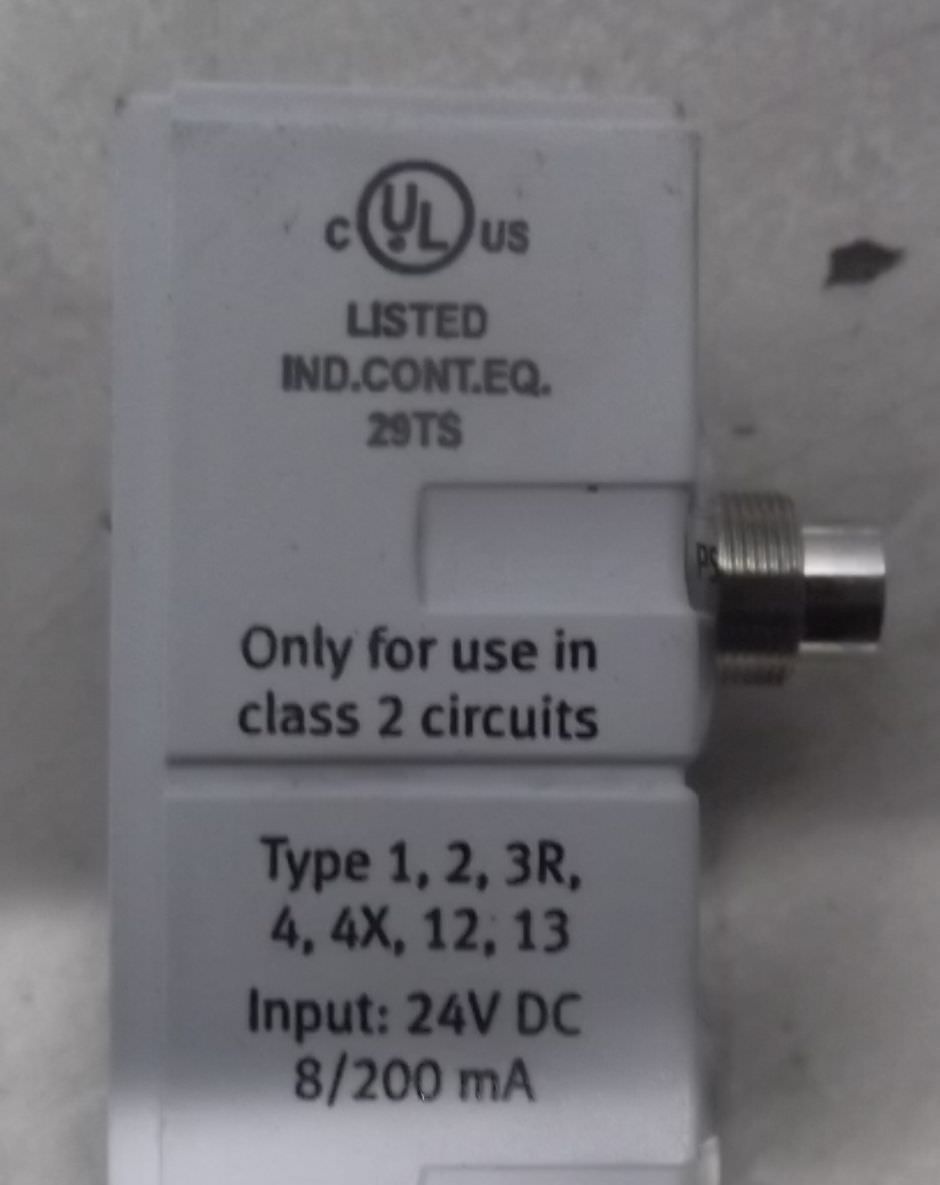 C UL US
LISTED
IND.CONT.EQ.
29TS
PS
Only for use in
class 2 circuits
Type 1, 2, 3R,
4, 4X, 12, 13
Input: 24V DC
8/200 mA